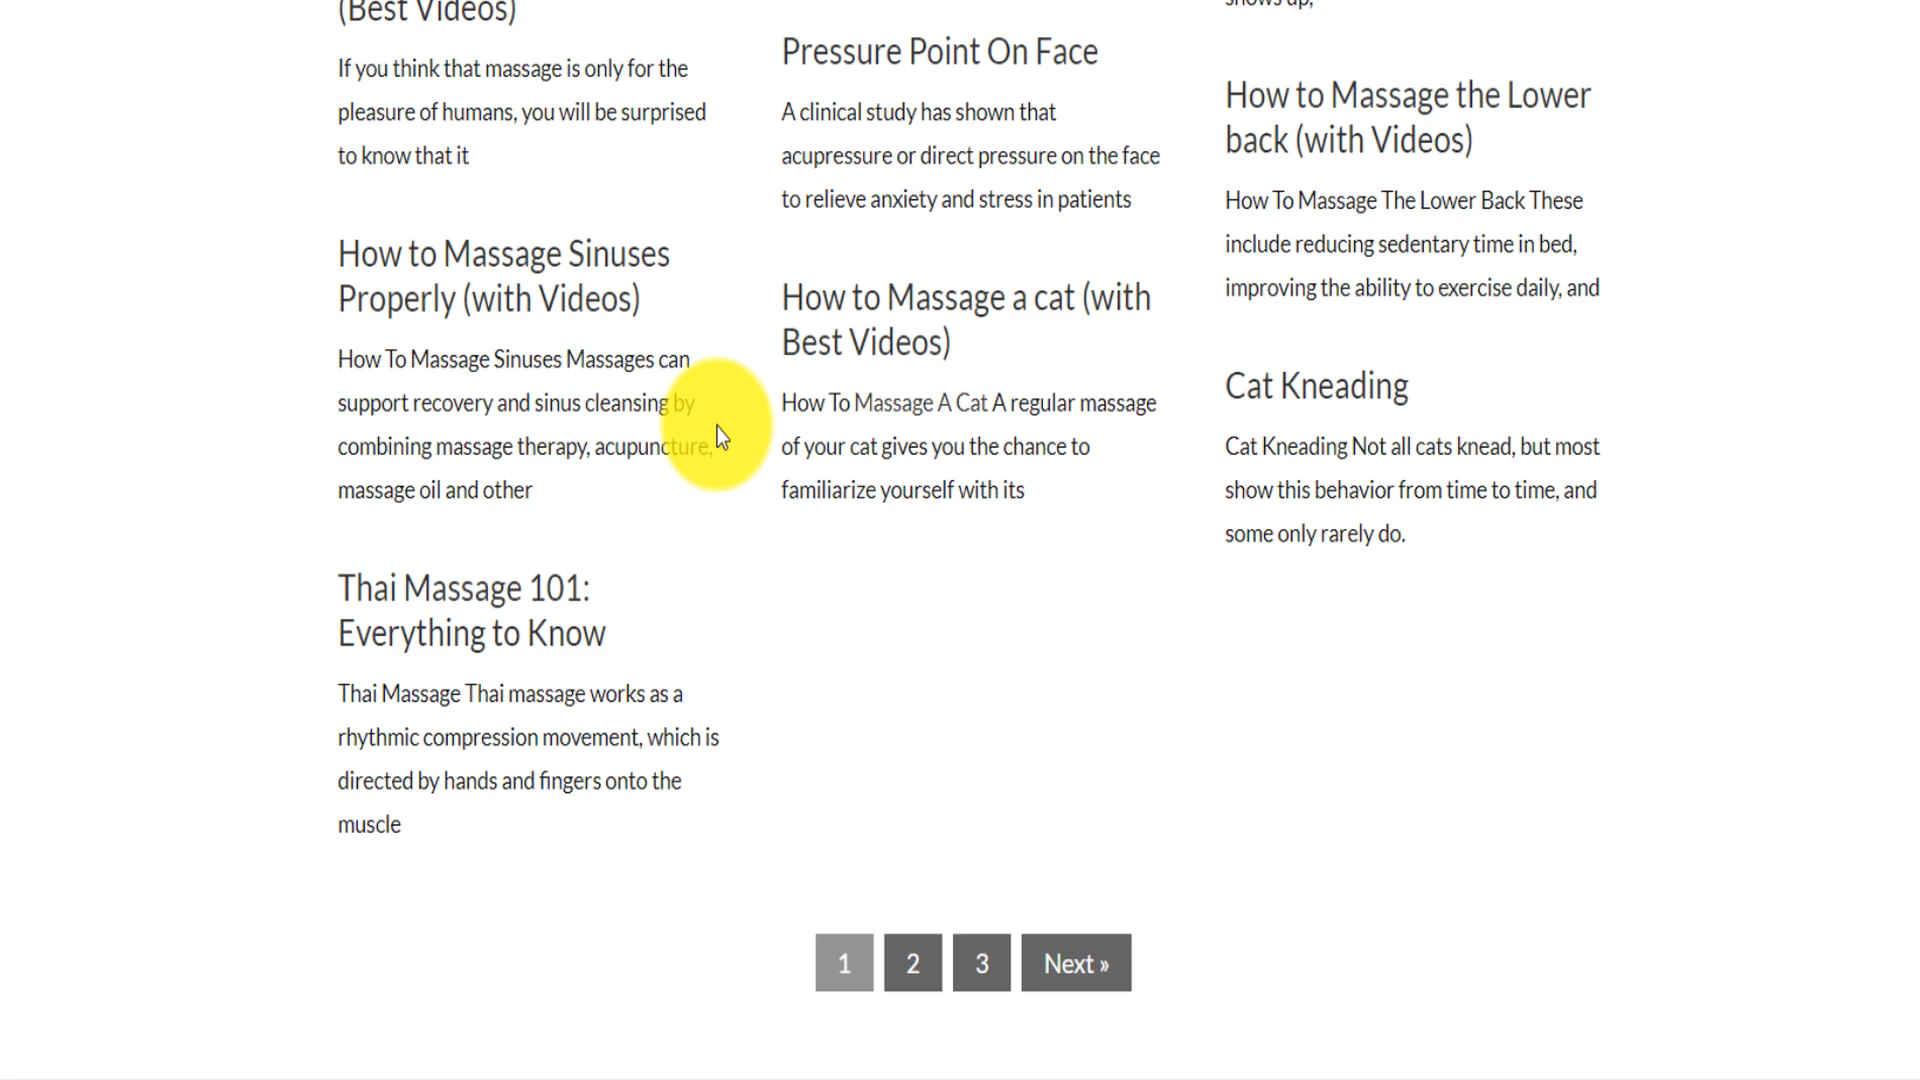 (Best Videos)
If you think that massage is only for the
pleasure of humans, you will be surprised
to know that it
How to Massage Sinuses
Properly (with Videos)
How To Massage Sinuses Massages can
support recovery and sinus cleansing by
combining massage therapy, acupuncture,
massage oil and other
Thai Massage 101:
Everything to Know
Thai Massage Thai massage works as a
rhythmic compression movement, which is
directed by hands and fingers onto the
muscle
Pressure Point On Face
A clinical study has shown that
acupressure or direct pressure on the face
to relieve anxiety and stress in patients
How to Massage a cat (with
Best Videos)
How To Massage A Cat A regular massage
of your cat gives you the chance to
familiarize yourself with its
shows up,
How to Massage the Lower
back (with Videos)
How To Massage The Lower Back These
include reducing sedentary time in bed,
improving the ability to exercise daily, and
Cat Kneading
Cat Kneading Not all cats knead, but most
show this behavior from time to time, and
some only rarely do.
1 2 3 Next »